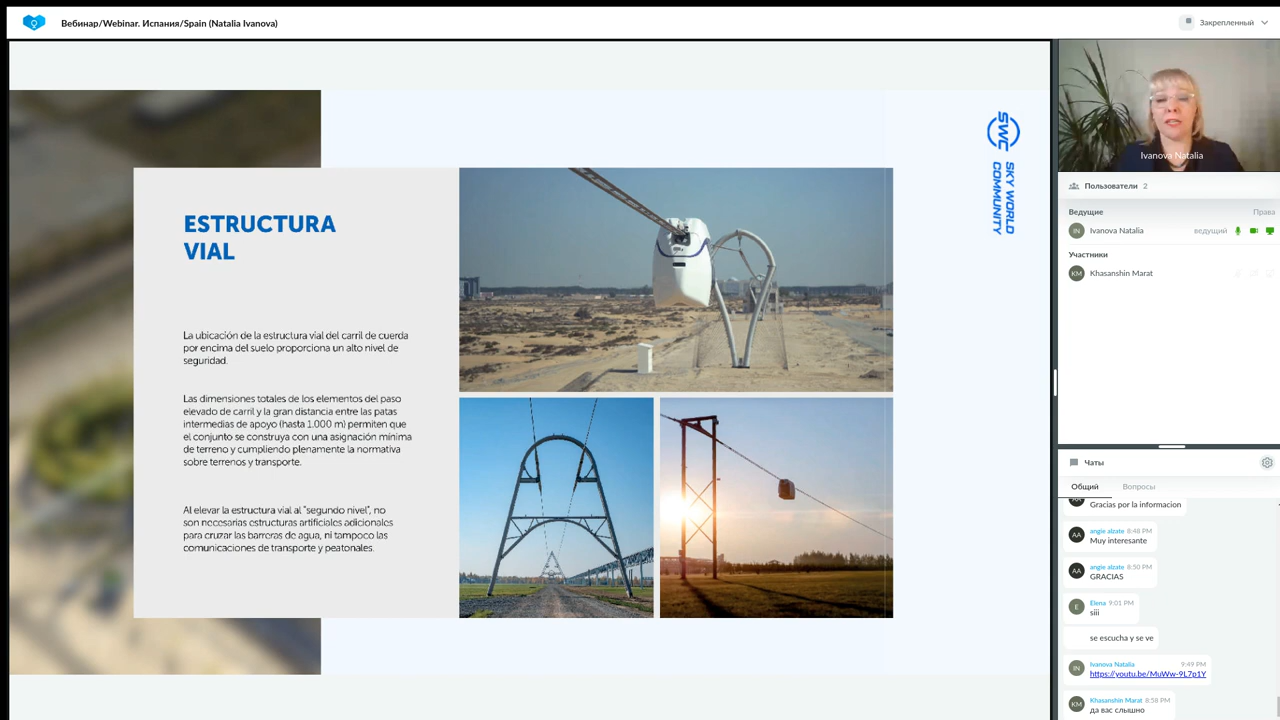 Вебинар/Webinar. Испания/Spain (Natalia Ivanova)
Закрепленный
ESTRUCTURA
VIAL
La ubicación de la estructura vial del carril de cuerda
por encima del suelo proporciona un alto nivel de
seguridad.
Las dimensiones totales de los elementos del paso
elevado de carril y la gran distancia entre las patas
intermedias de apoyo (hasta 1.000 m) permiten que
el conjunto se construya con una asignación mínima
de terreno y cumpliendo plenamente la normativa
sobre terrenos y transporte.
Al elevar la estructura vial al "segundo nivel", no
son necesarias estructuras artificiales adicionales
para cruzar las barreras de agua, ni tampoco las
comunicaciones de transporte y peatonales.
SWC
SKY WORLD
COMMUNITY
Ivanova Natalia
Пользователи 2
Ведущие Права
IN Ivanova Natalia ведущий
Участники
KM Khasanshin Marat
Чаты
Общий Вопросы
Gracias por la informacion
AA angie alzate 8:48 PM
Muy interesante
AA angie alzate 8:50 PM
GRACIAS
E Elena 9:01 PM
siii
se escucha y se ve
IN Ivanova Natalia 9:49 PM
https://youtu.be/MuWw-9L7p1Y
KM Khasanshin Marat 8:58 PM
да вас слышно